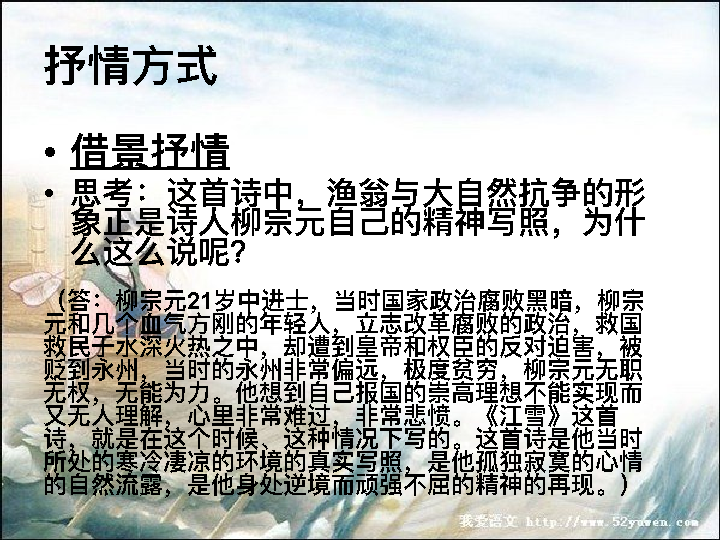 抒情方式
• 借景抒情
• 思考：这首诗中，渔翁与大自然抗争的形
象正是诗人柳宗元自己的精神写照，为什
么这么说呢？
（答：柳宗元21岁中进士，当时国家政治腐败黑暗，柳宗
元和几个血气方刚的年轻人，立志改革腐败的政治，救国
救民于水深火热之中，却遭到皇帝和权臣的反对迫害，被
贬到永州，当时的永州非常偏远，极度贫穷，柳宗元无职
无权，无能为力。他想到自己报国的崇高理想不能实现而
又无人理解，心里非常难过，非常悲愤。《江雪》这首
诗，就是在这个时候、这种情况下写的。这首诗是他当时
所处的寒冷凄凉的环境的真实写照，是他孤独寂寞的心情
的自然流露，是他身处逆境而顽强不屈的精神的再现。）
我爱语文 http://www.52yuwen.com